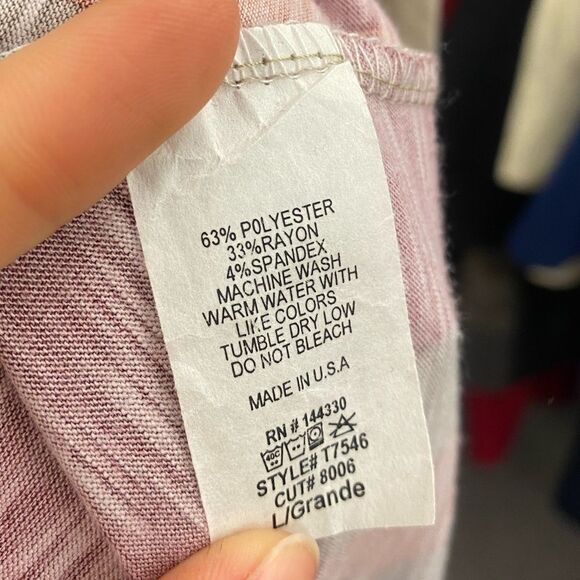 63% POLYESTER
33%RAYON
4%SPANDEX
MACHINE WASH
WARM WATER WITH
LIKE COLORS
TUMBLE DRY LOW
DO NOT BLEACH
MADE IN U.S.A
RN # 144330
40C
STYLE# T7546
CUT# 8006
L/Grande